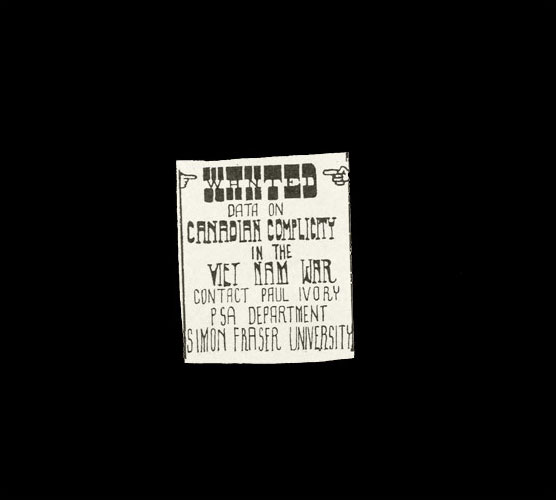 WANTED
DATA ON
CANADIAN COMPLICITY
IN THE
VIET NAM WAR
CONTACT PAUL IVORY
PSA DEPARTMENT
SIMON FRASER UNIVERSITY